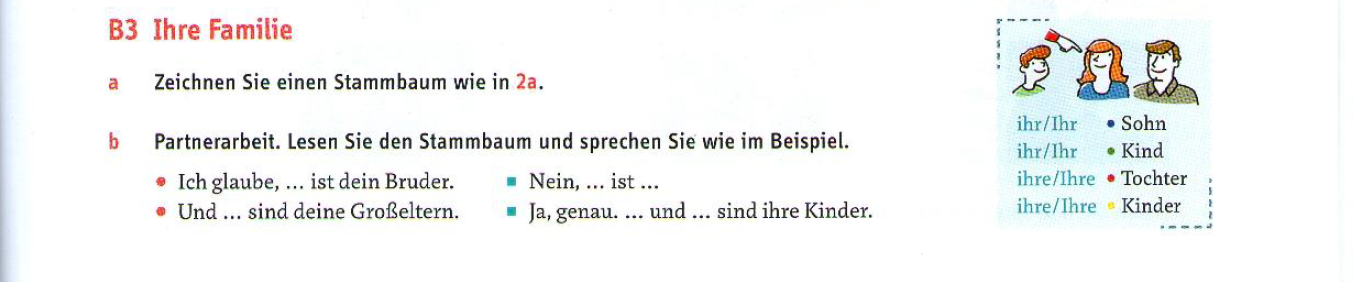 B3 Ihre Familie
a Zeichnen Sie einen Stammbaum wie in 2a.
b Partnerarbeit. Lesen Sie den Stammbaum und sprechen Sie wie im Beispiel.
• Ich glaube, ... ist dein Bruder. ▪ Nein, ... ist ...
• Und ... sind deine Großeltern. ▪ Ja, genau. ... und ... sind ihre Kinder.
ihr/Ihr • Sohn
ihr/Ihr • Kind
ihre/Ihre • Tochter
ihre/Ihre • Kinder